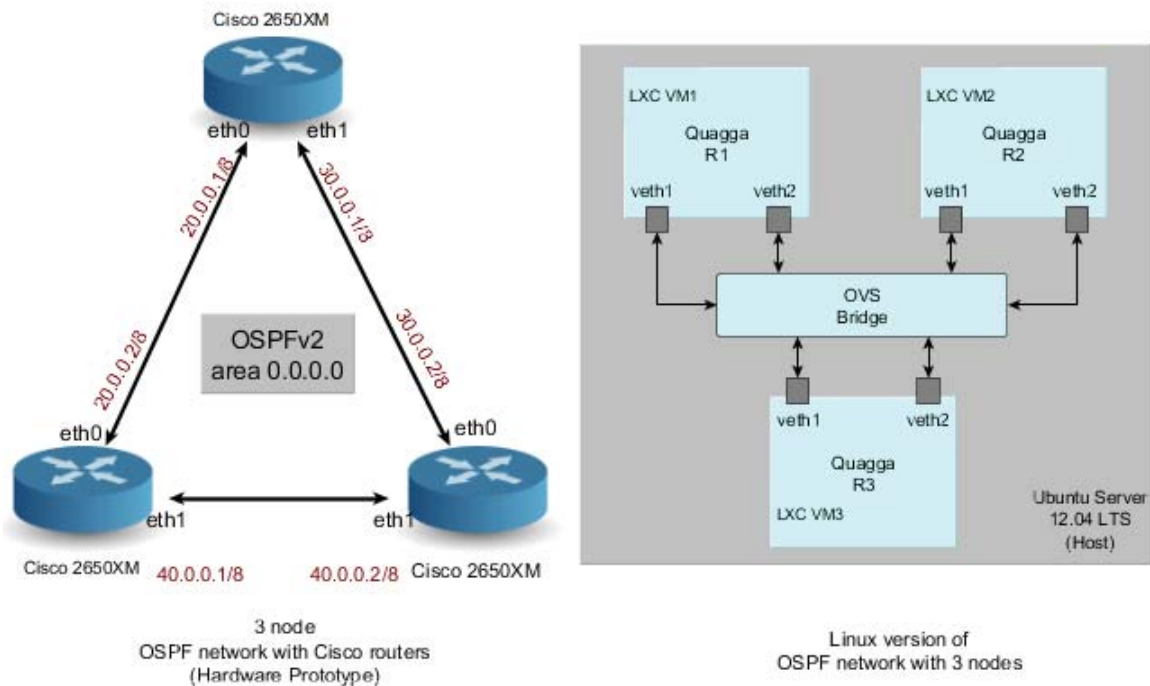 Cisco 2650XM
eth0
eth1
20.0.0.1/8
30.0.0.1/8
20.0.0.2/8
30.0.0.2/8
OSPFv2
area 0.0.0.0
eth0
eth0
eth1
eth1
Cisco 2650XM
40.0.0.1/8
40.0.0.2/8
Cisco 2650XM
3 node
OSPF network with Cisco routers
(Hardware Prototype)
LXC VM1
Quagga
R1
veth1
veth2
LXC VM2
Quagga
R2
veth1
veth2
OVS
Bridge
veth1
veth2
Quagga
R3
LXC VM3
Ubuntu Server
12.04 LTS
(Host)
Linux version of
OSPF network with 3 nodes